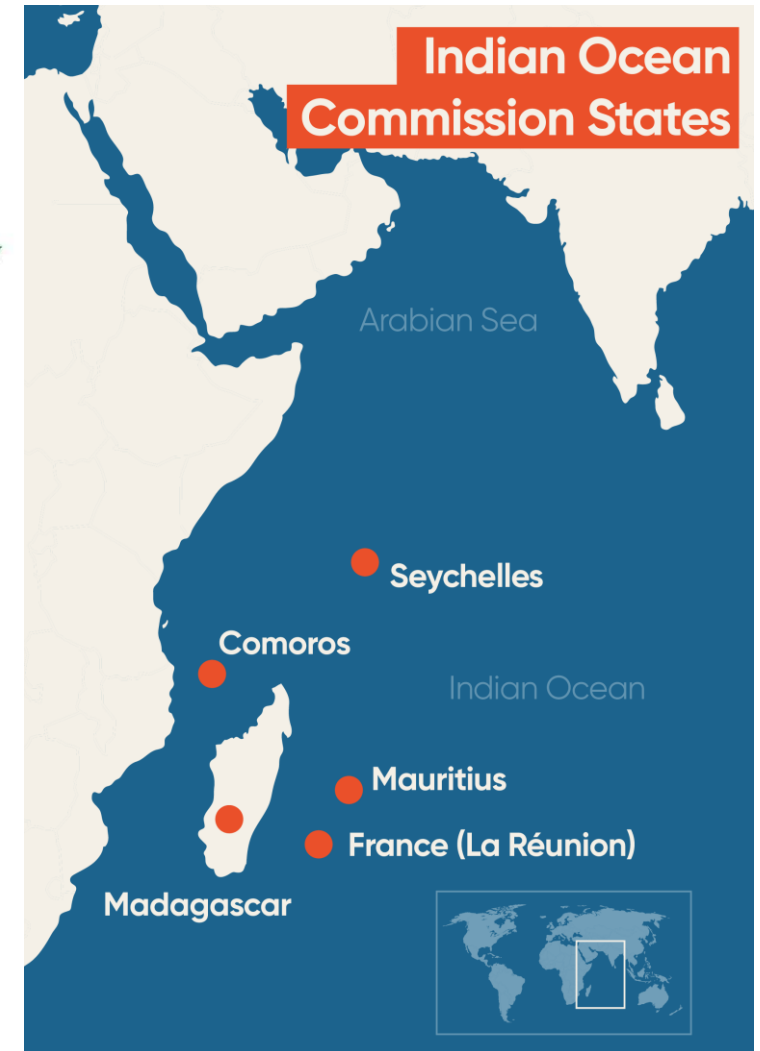 Indian Ocean
Commission States
Arabian Sea
Seychelles
Comoros
Indian Ocean
Mauritius
France (La Réunion)
Madagascar